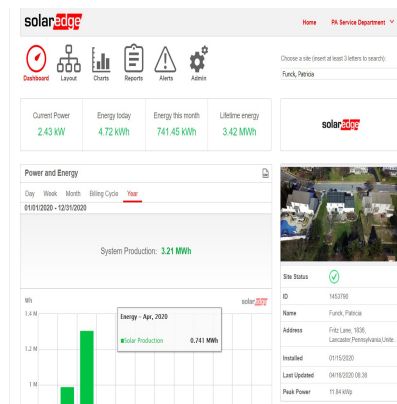 solaredge
Home PA Service Department
Dashboard Layout Charts Reports Alerts Admin
Choose a site (insert at least 3 letters to search):
Funck, Patricia
Current Power Energy today Energy this month Lifetime energy
2.43 kW 4.72 kWh 741.45 kWh 3.42 MWh
solaredge
Power and Energy
Day Week Month Billing Cycle Year
01/01/2020 - 12/31/2020
System Production: 3.21 MWh
Site Status
ID 1453790
Name Funck, Patricia
Address Fritz Lane, 1838,
Lancaster,Pennsylvania,Unite..
Installed 01/15/2020
Last Updated 04/16/2020 08:38
Peak Power 11.84 kWp
Wh solaredge
1.4 M
Energy - Apr, 2020
Solar Production 0.741 MWh
1.2 M
1 M